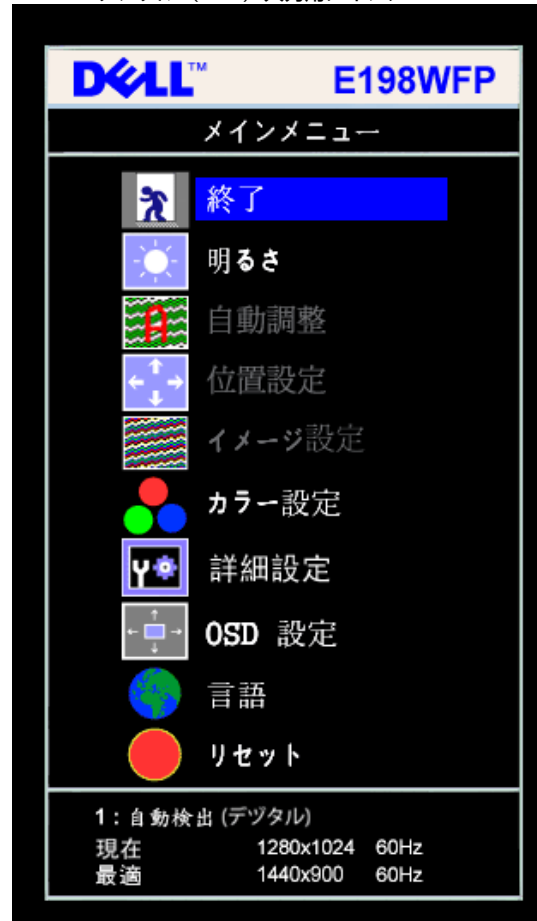 DELL™ E198WFP
メインメニュー
終了
明るさ
自動調整
位置設定
イメージ設定
カラー設定
詳細設定
OSD 設定
言語
リセット
1 : 自動検出 (デヅタル)
現在 1280x1024 60Hz
最適 1440x900 60Hz